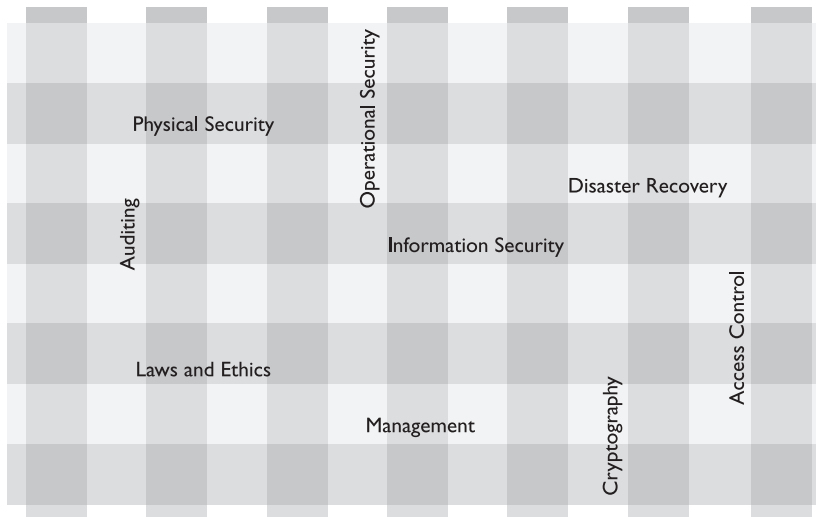 Operational Security
Physical Security
Disaster Recovery
Auditing
Information Security
Access Control
Laws and Ethics
Cryptography
Management